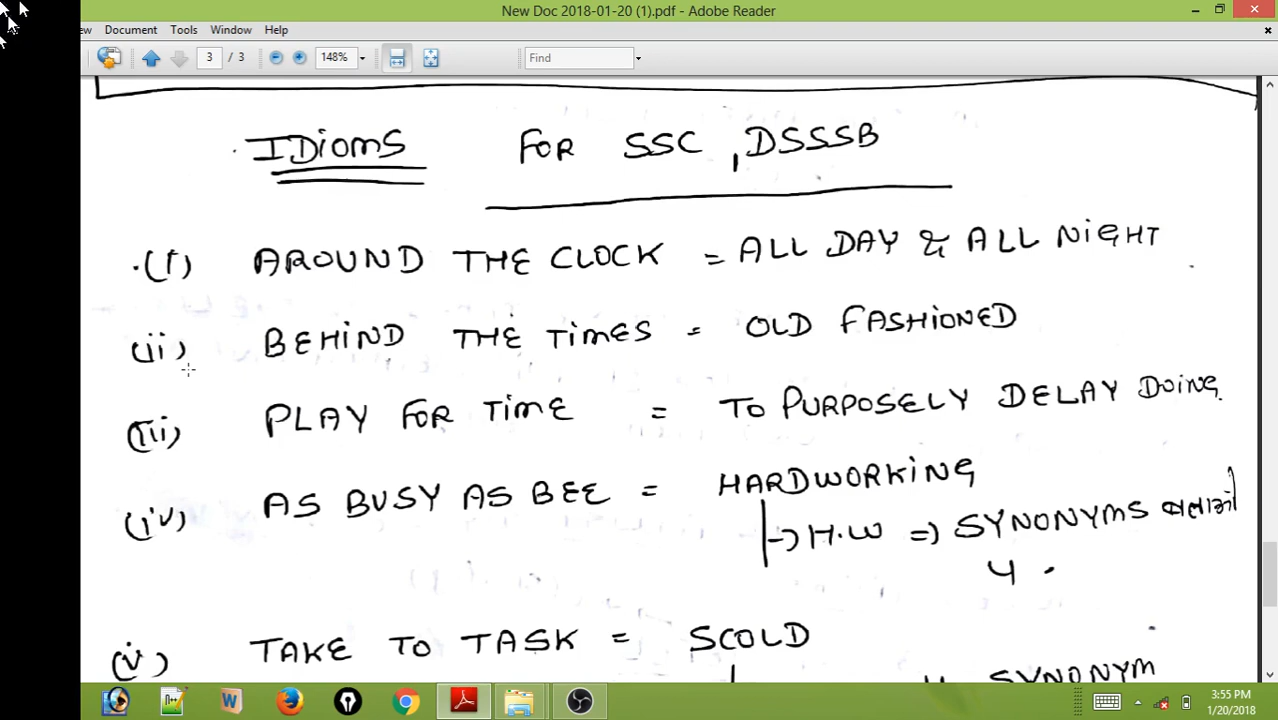 New Doc 2018-01-20 (1).pdf - Adobe Reader
ew Document Tools Window Help
3 / 3 148% Find
IDiomS FOR SSC, DSSSB
(i) AROUND THE CLOCK = ALL DAY & ALL NIGHT
(ii) BEHIND THE TIMES = OLD FASHIONED
(iii) PLAY FOR TIME = TO PURPOSELY DELAY DOING
(iv) AS BUSY AS BEE = HARDWORKING
→ H.W => SYNONYMS
4 .
(v) TAKE TO TASK = SCOLD
SYNONYM
3:55 PM
1/20/2018